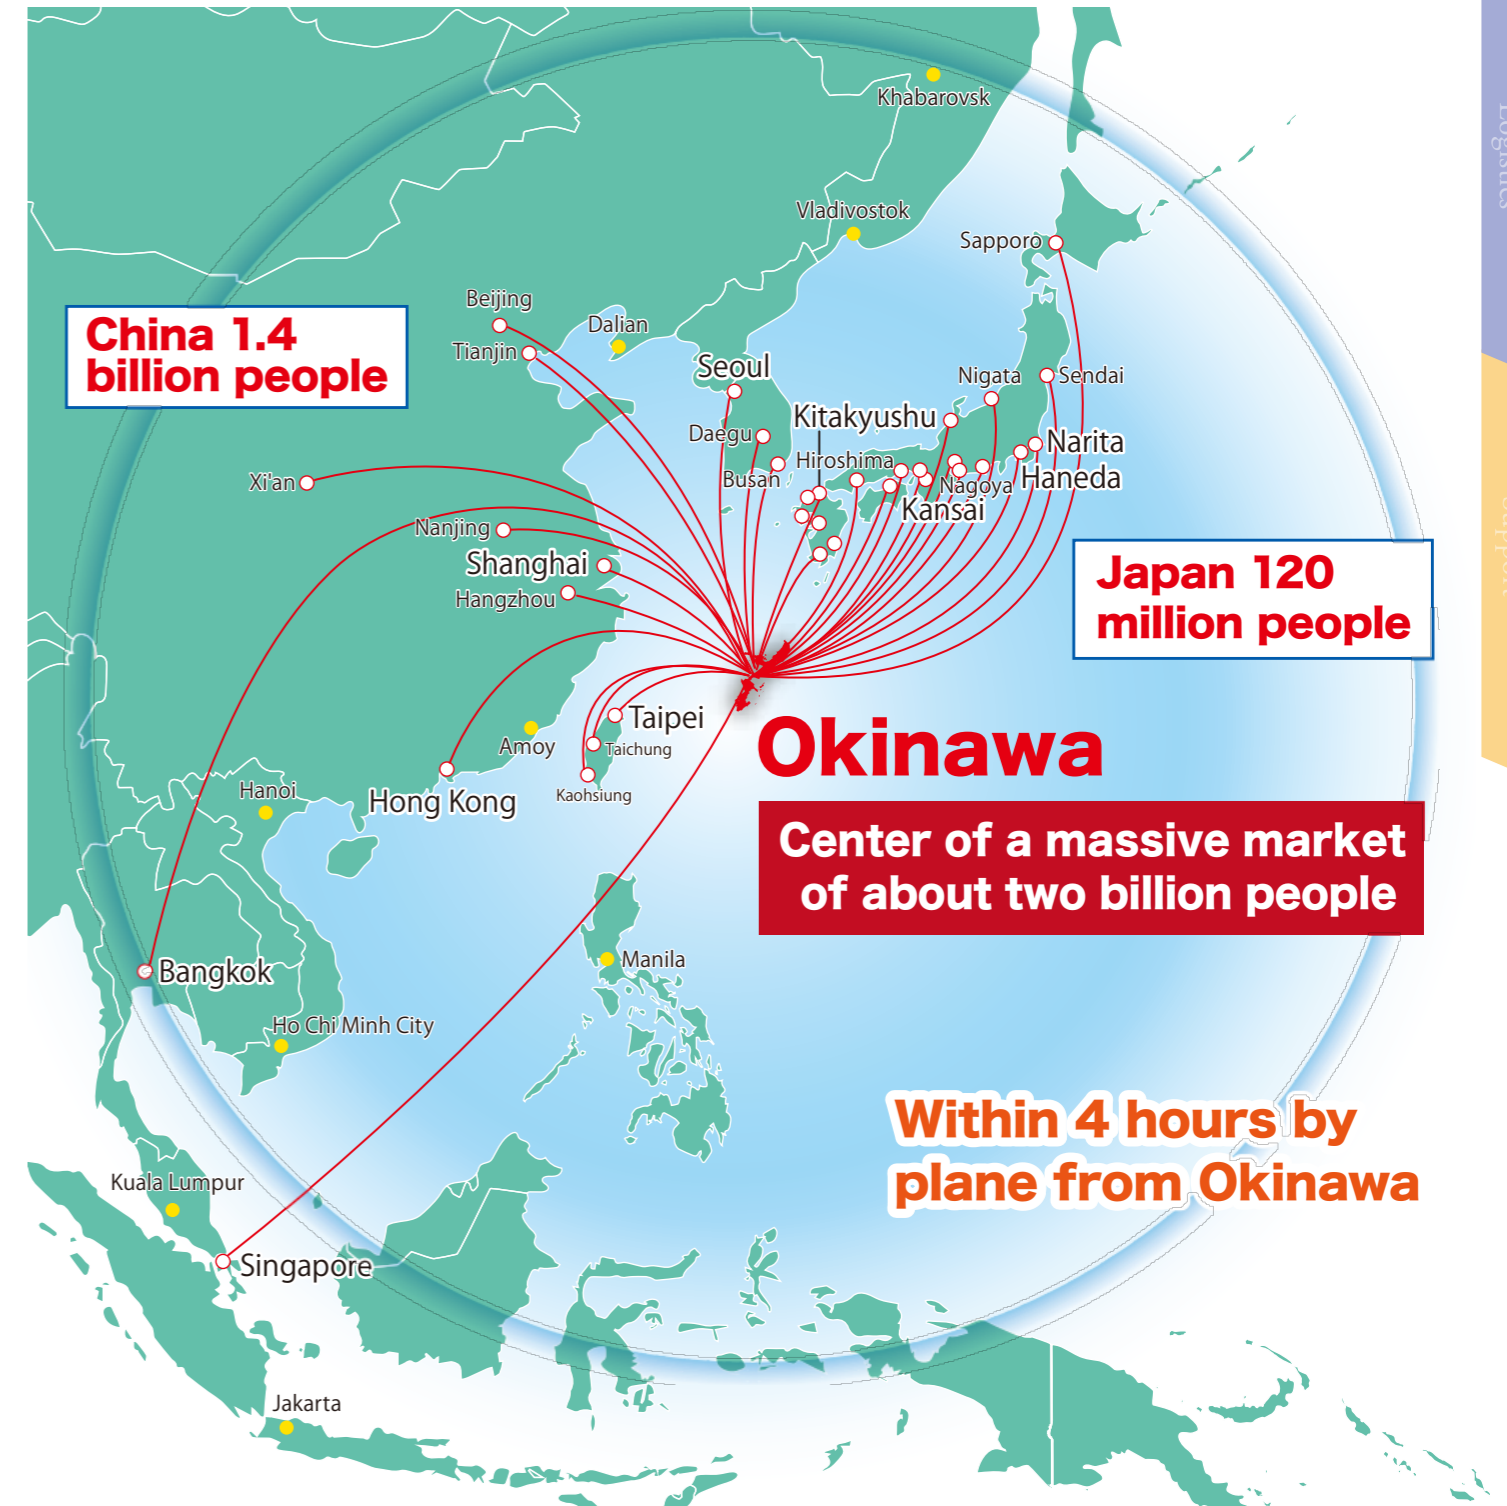 Logistics
Khabarovsk
Vladivostok
Sapporo
Beijing
Dalian
Tianjin
China 1.4
billion people
Seoul
Nigata
Sendai
Kitakyushu
Daegu
Narita
Hiroshima
Busan
Nagoya
Haneda
Xi'an
Kansai
Nanjing
Shanghai
Hangzhou
Japan 120
million people
Taipei
Amoy
Taichung
Okinawa
Hanoi
Kaohsiung
Hong Kong
Center of a massive market
of about two billion people
Manila
Bangkok
Ho Chi Minh City
Within 4 hours by
plane from Okinawa
Kuala Lumpur
Singapore
Jakarta